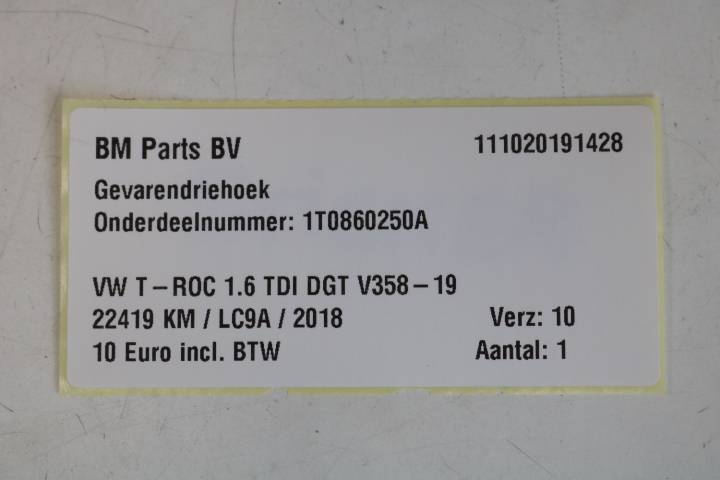 BM Parts BV 111020191428
Gevarendriehoek
Onderdeelnummer: 1T0860250A
VW T-ROC 1.6 TDI DGT V358-19
22419 KM / LC9A / 2018 Verz: 10
10 Euro incl. BTW Aantal: 1